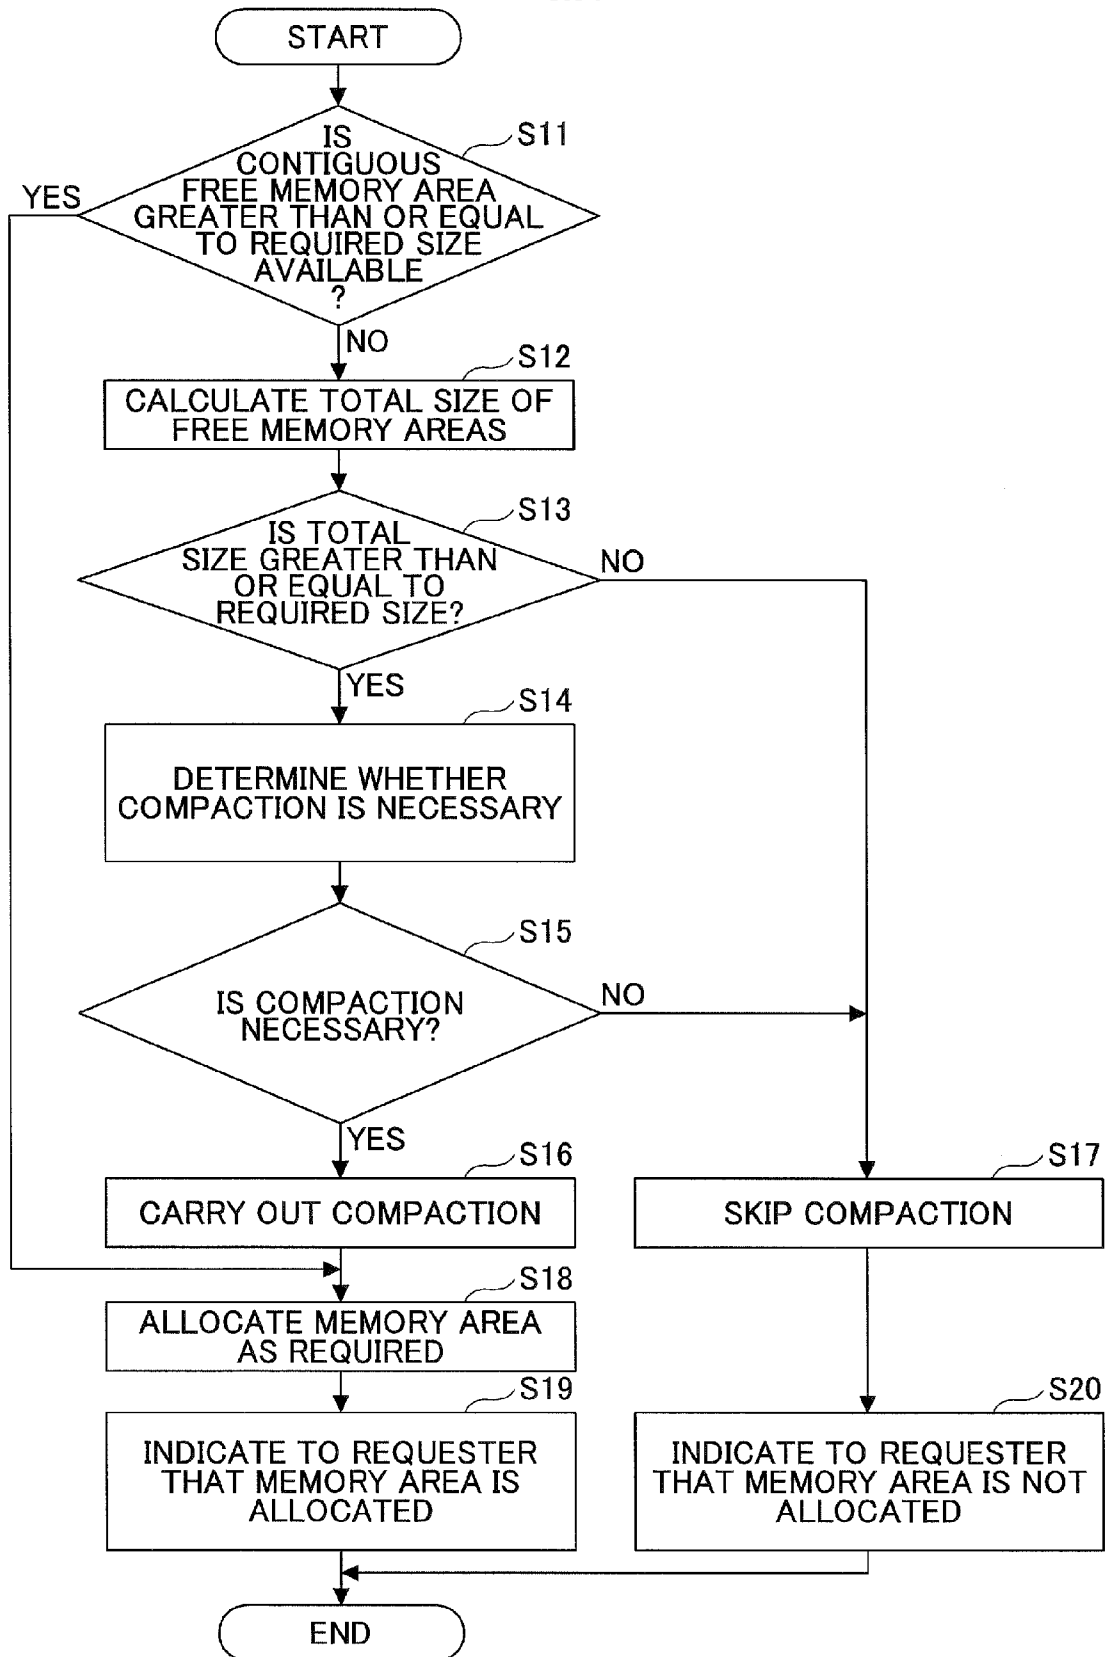 START
S11
IS
CONTIGUOUS
FREE MEMORY AREA
GREATER THAN OR EQUAL
TO REQUIRED SIZE
AVAILABLE
?
YES
NO
S12
CALCULATE TOTAL SIZE OF
FREE MEMORY AREAS
S13
IS TOTAL
SIZE GREATER THAN
OR EQUAL TO
REQUIRED SIZE?
NO
YES
S14
DETERMINE WHETHER
COMPACTION IS NECESSARY
S15
IS COMPACTION
NECESSARY?
NO
YES
S16
CARRY OUT COMPACTION
S17
SKIP COMPACTION
S18
ALLOCATE MEMORY AREA
AS REQUIRED
S19
INDICATE TO REQUESTER
THAT MEMORY AREA IS
ALLOCATED
S20
INDICATE TO REQUESTER
THAT MEMORY AREA IS NOT
ALLOCATED
END